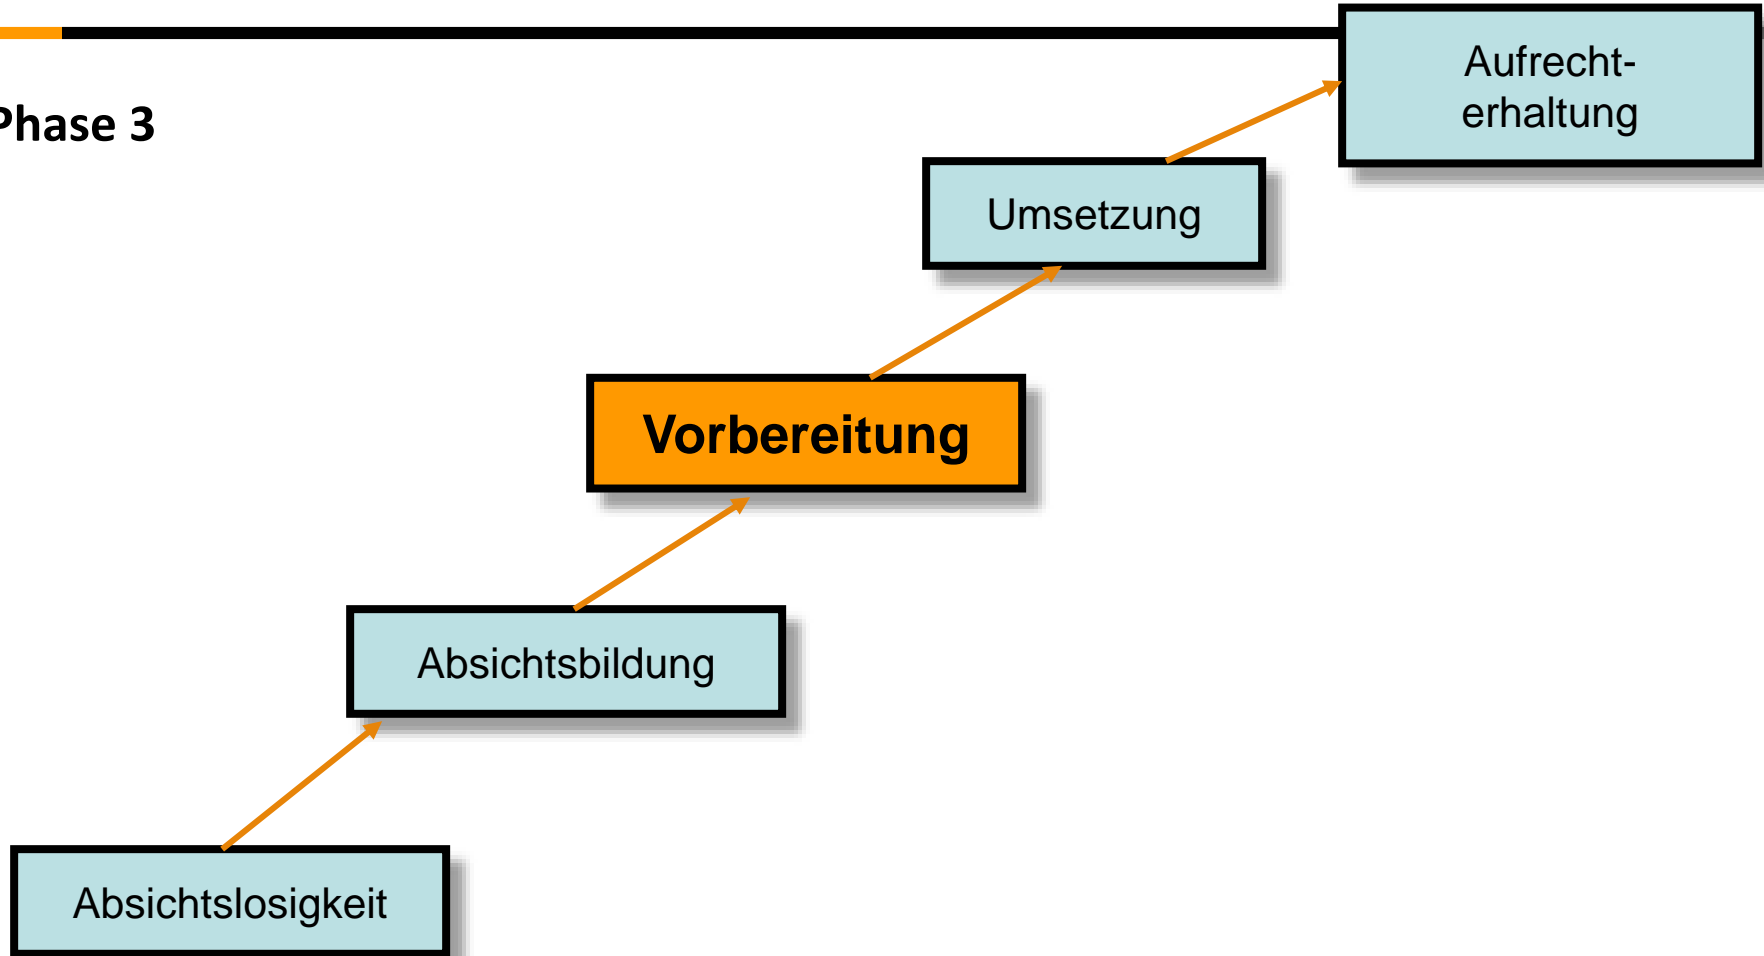 Phase 3
Aufrecht-
erhaltung
Umsetzung
Vorbereitung
Absichtsbildung
Absichtslosigkeit